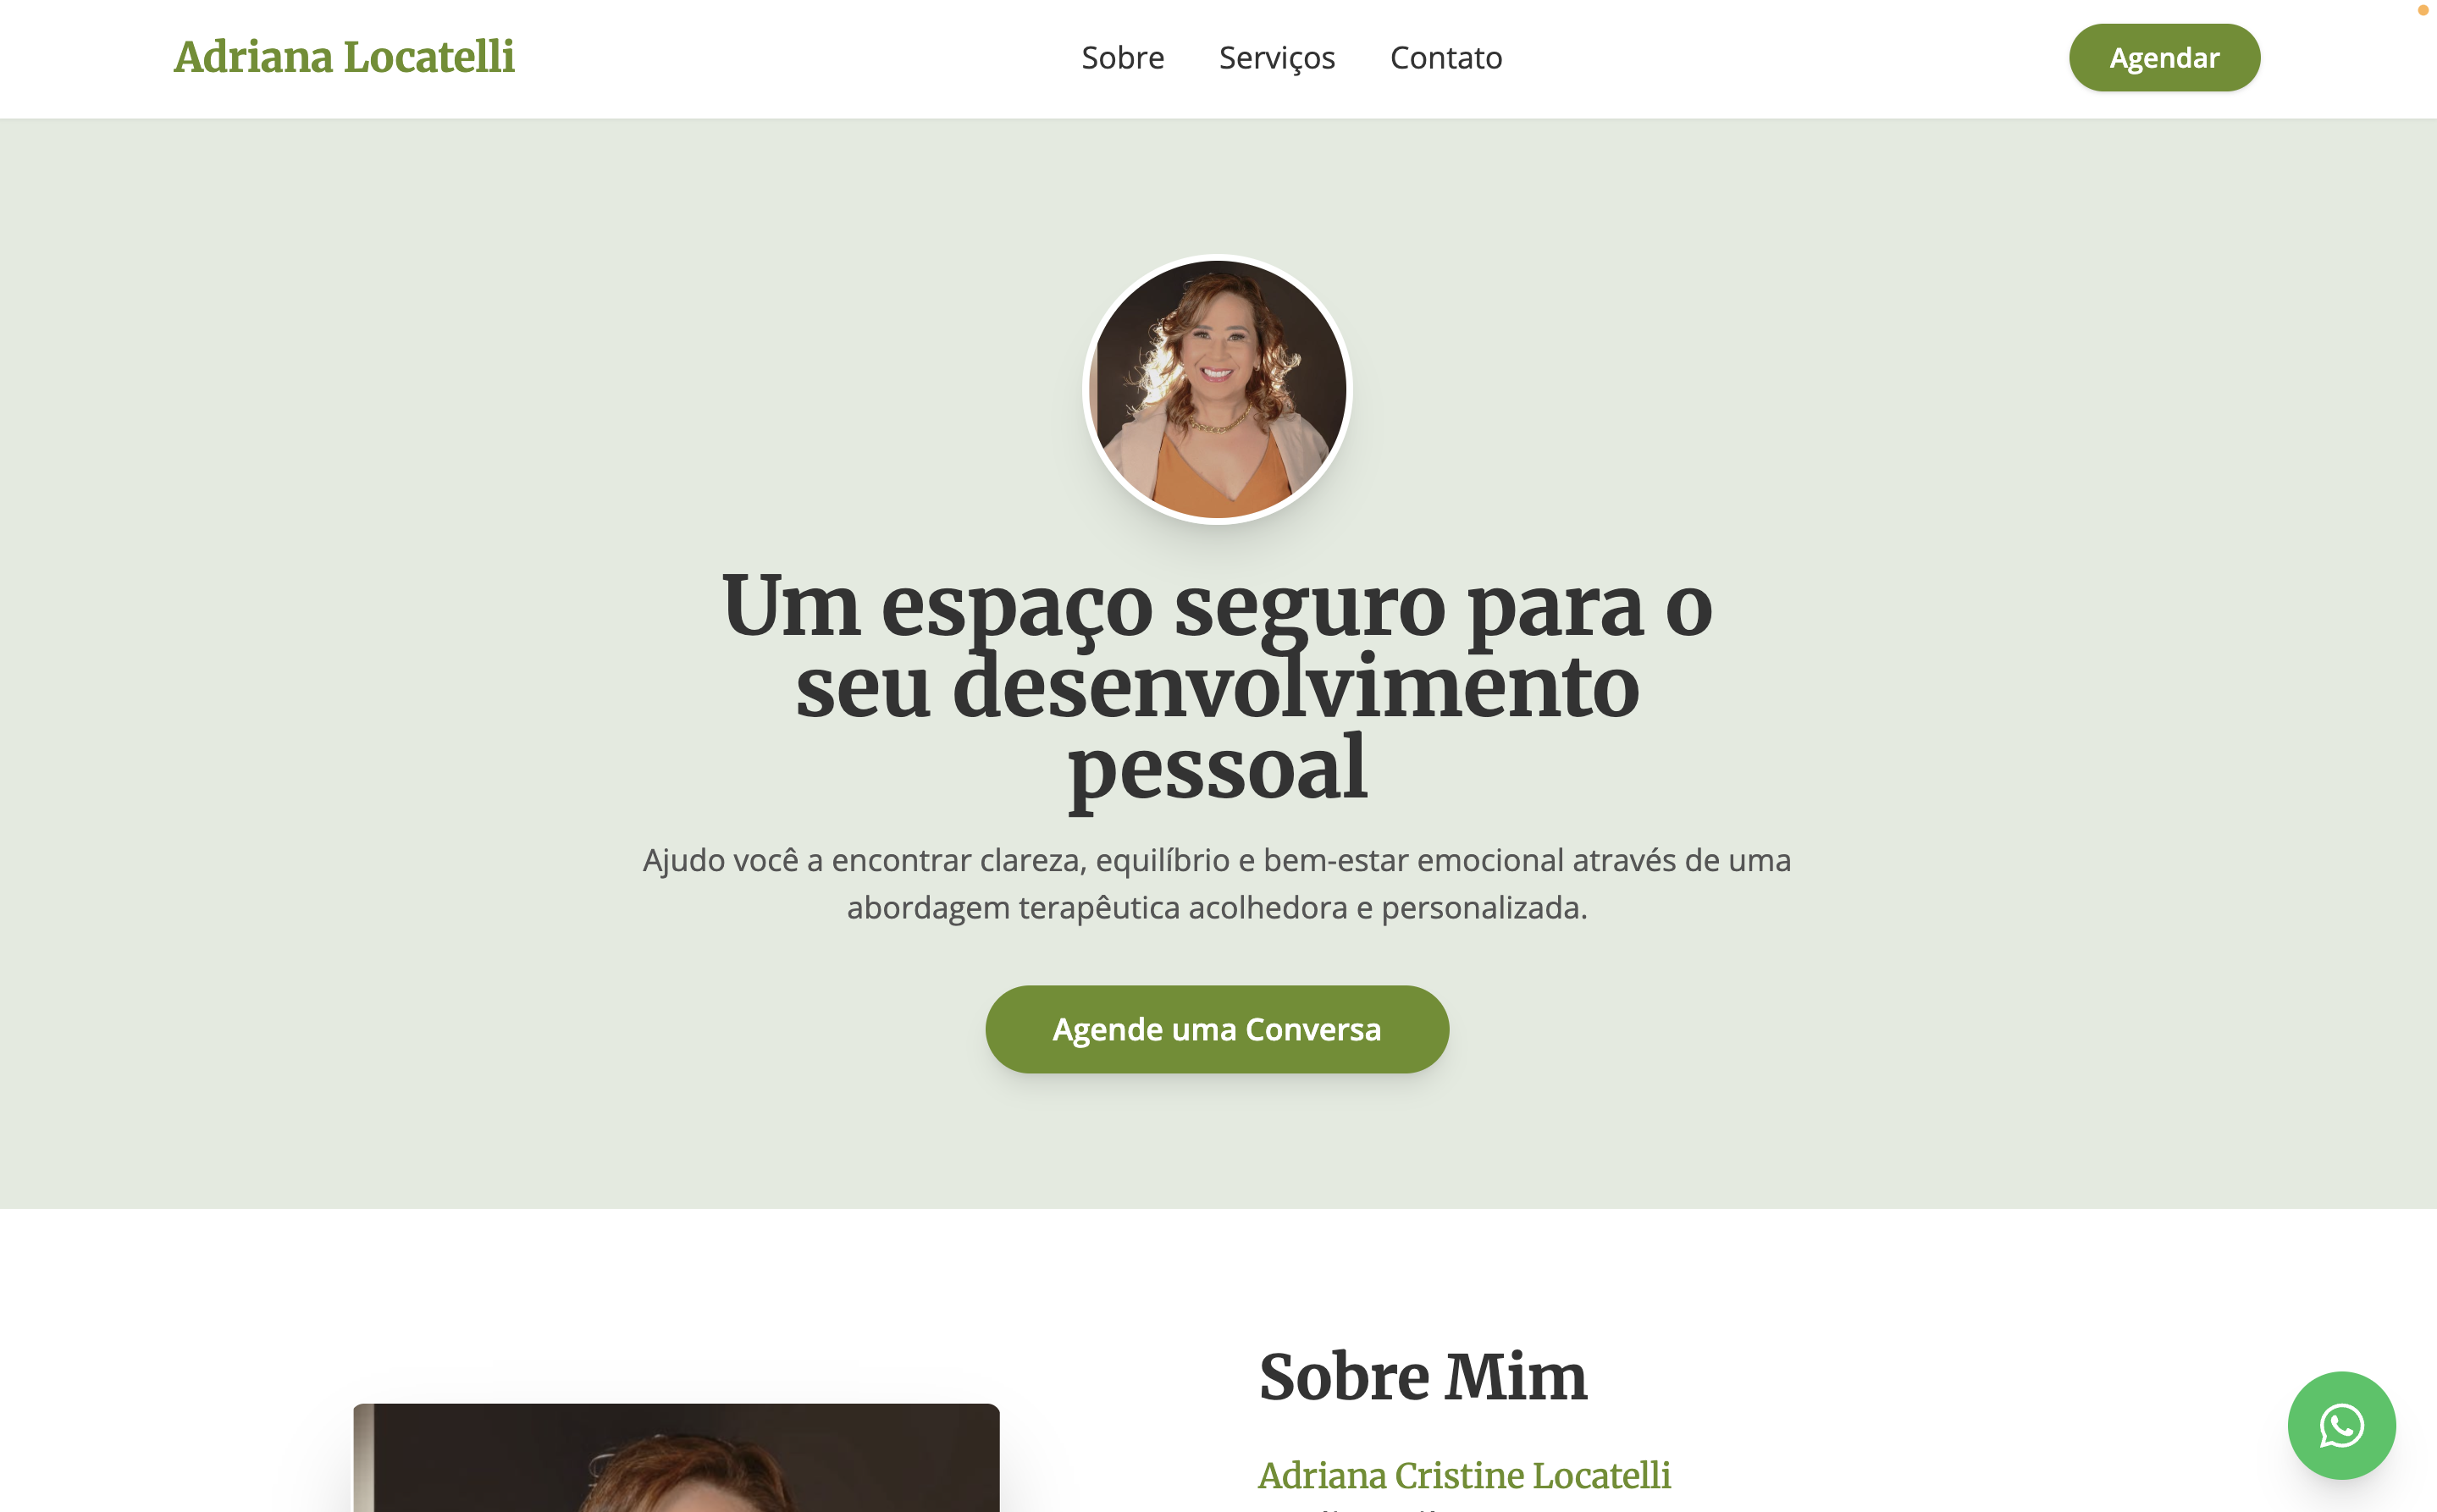 Adriana Locatelli
Sobre
Serviços
Contato
Agendar
Um espaço seguro para o
seu desenvolvimento
pessoal
Ajudo você a encontrar clareza, equilíbrio e bem-estar emocional através de uma
abordagem terapêutica acolhedora e personalizada.
Agende uma Conversa
Sobre Mim
Adriana Cristine Locatelli